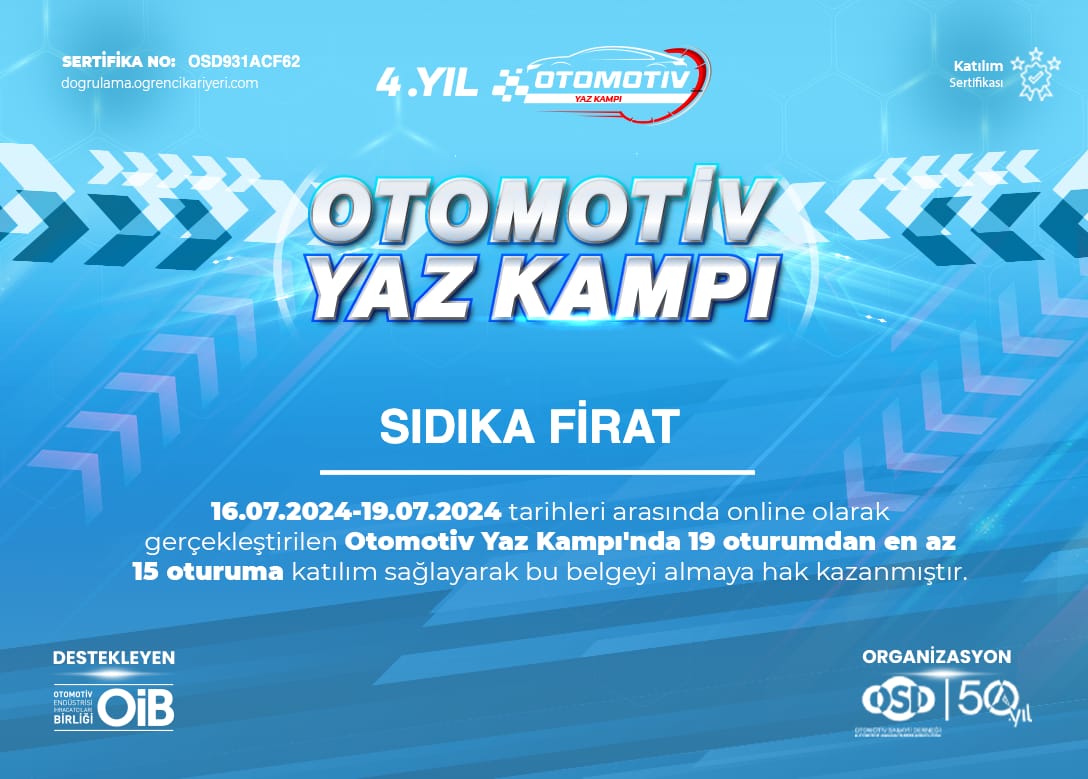 SERTİFİKA NO: OSD931ACF62
dogrulama.ogrencikariyeri.com
4.YIL OTOMOTIV
YAZ KAMPI
Katılım
Sertifikası
OTOMOTİV
YAZ KAMPI
SIDIKA FİRAT
16.07.2024-19.07.2024 tarihleri arasında online olarak
gerçekleştirilen Otomotiv Yaz Kampı'nda 19 oturumdan en az
15 oturuma katılım sağlayarak bu belgeyi almaya hak kazanmıştır.
DESTEKLEYEN
OTOMOTİV
ENDÜSTRİSİ
İHRACATÇILARI
BİRLİĞİ
OİB
ORGANİZASYON
OSD 50.yıl
OTOMOTİV SANAYİİ DERNEĞİ